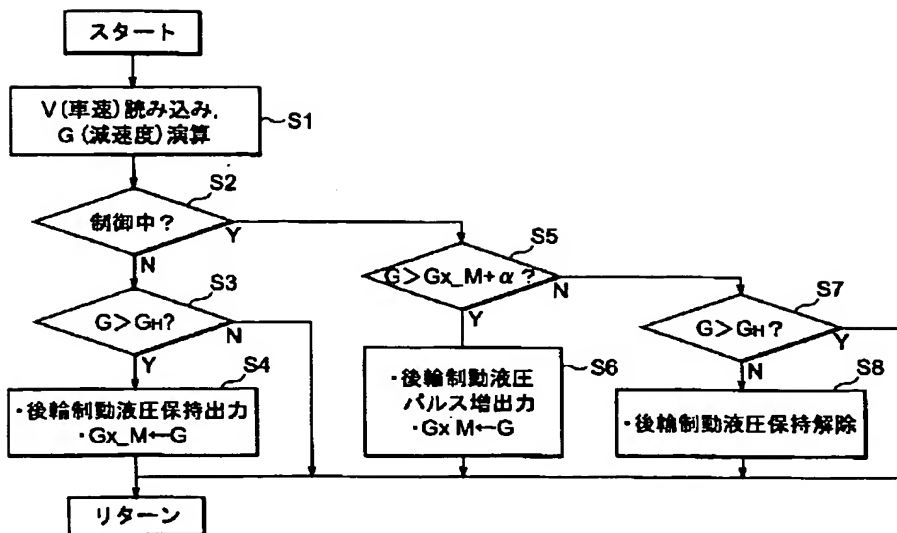 スタート
V(車速)読み込み,
G(減速度)演算
S1
S2
制御中?
Y
N
S3
G>GH?
N
Y
S4
・後輪制動液圧保持出力
・Gx_M←G
リターン
S5
G>Gx_M+α?
N
Y
S6
・後輪制動液圧
パルス増出力
・Gx M←G
S7
G>GH?
Y
N
S8
・後輪制動液圧保持解除